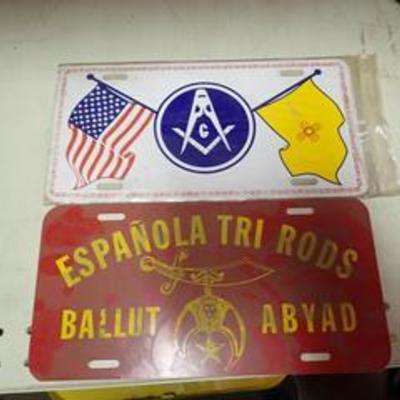 G
ESPAÑOLA TRI RODS
BALLUT ABYAD